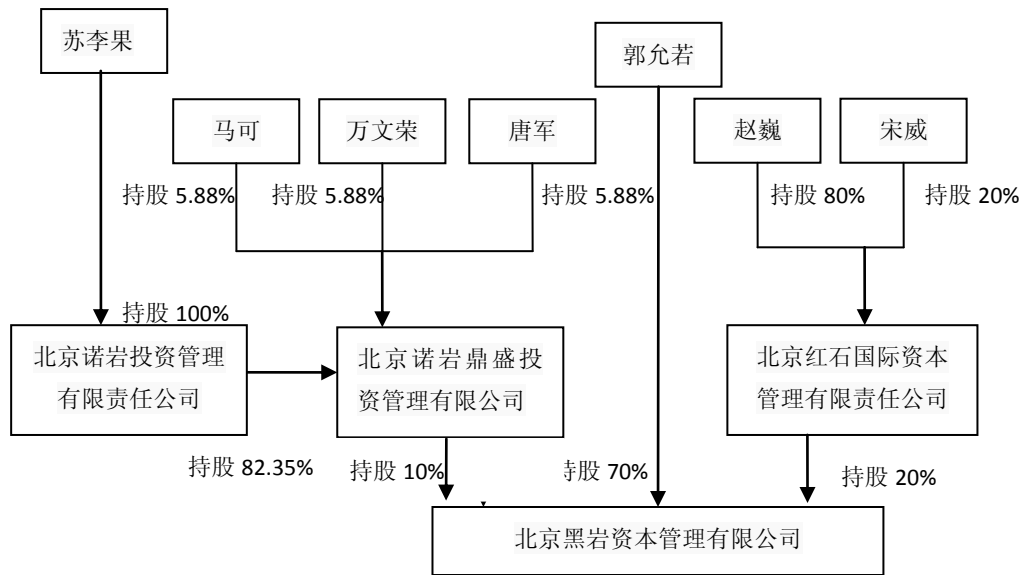 苏李果
郭允若
马可
万文荣
唐军
赵巍
宋威
持股 5.88%
持股 5.88%
持股 5.88%
持股 80%
持股 20%
持股 100%
北京诺岩投资管理
有限责任公司
北京诺岩鼎盛投
资管理有限公司
北京红石国际资本
管理有限责任公司
持股 82.35%
持股 10%
持股 70%
持股 20%
北京黑岩资本管理有限公司